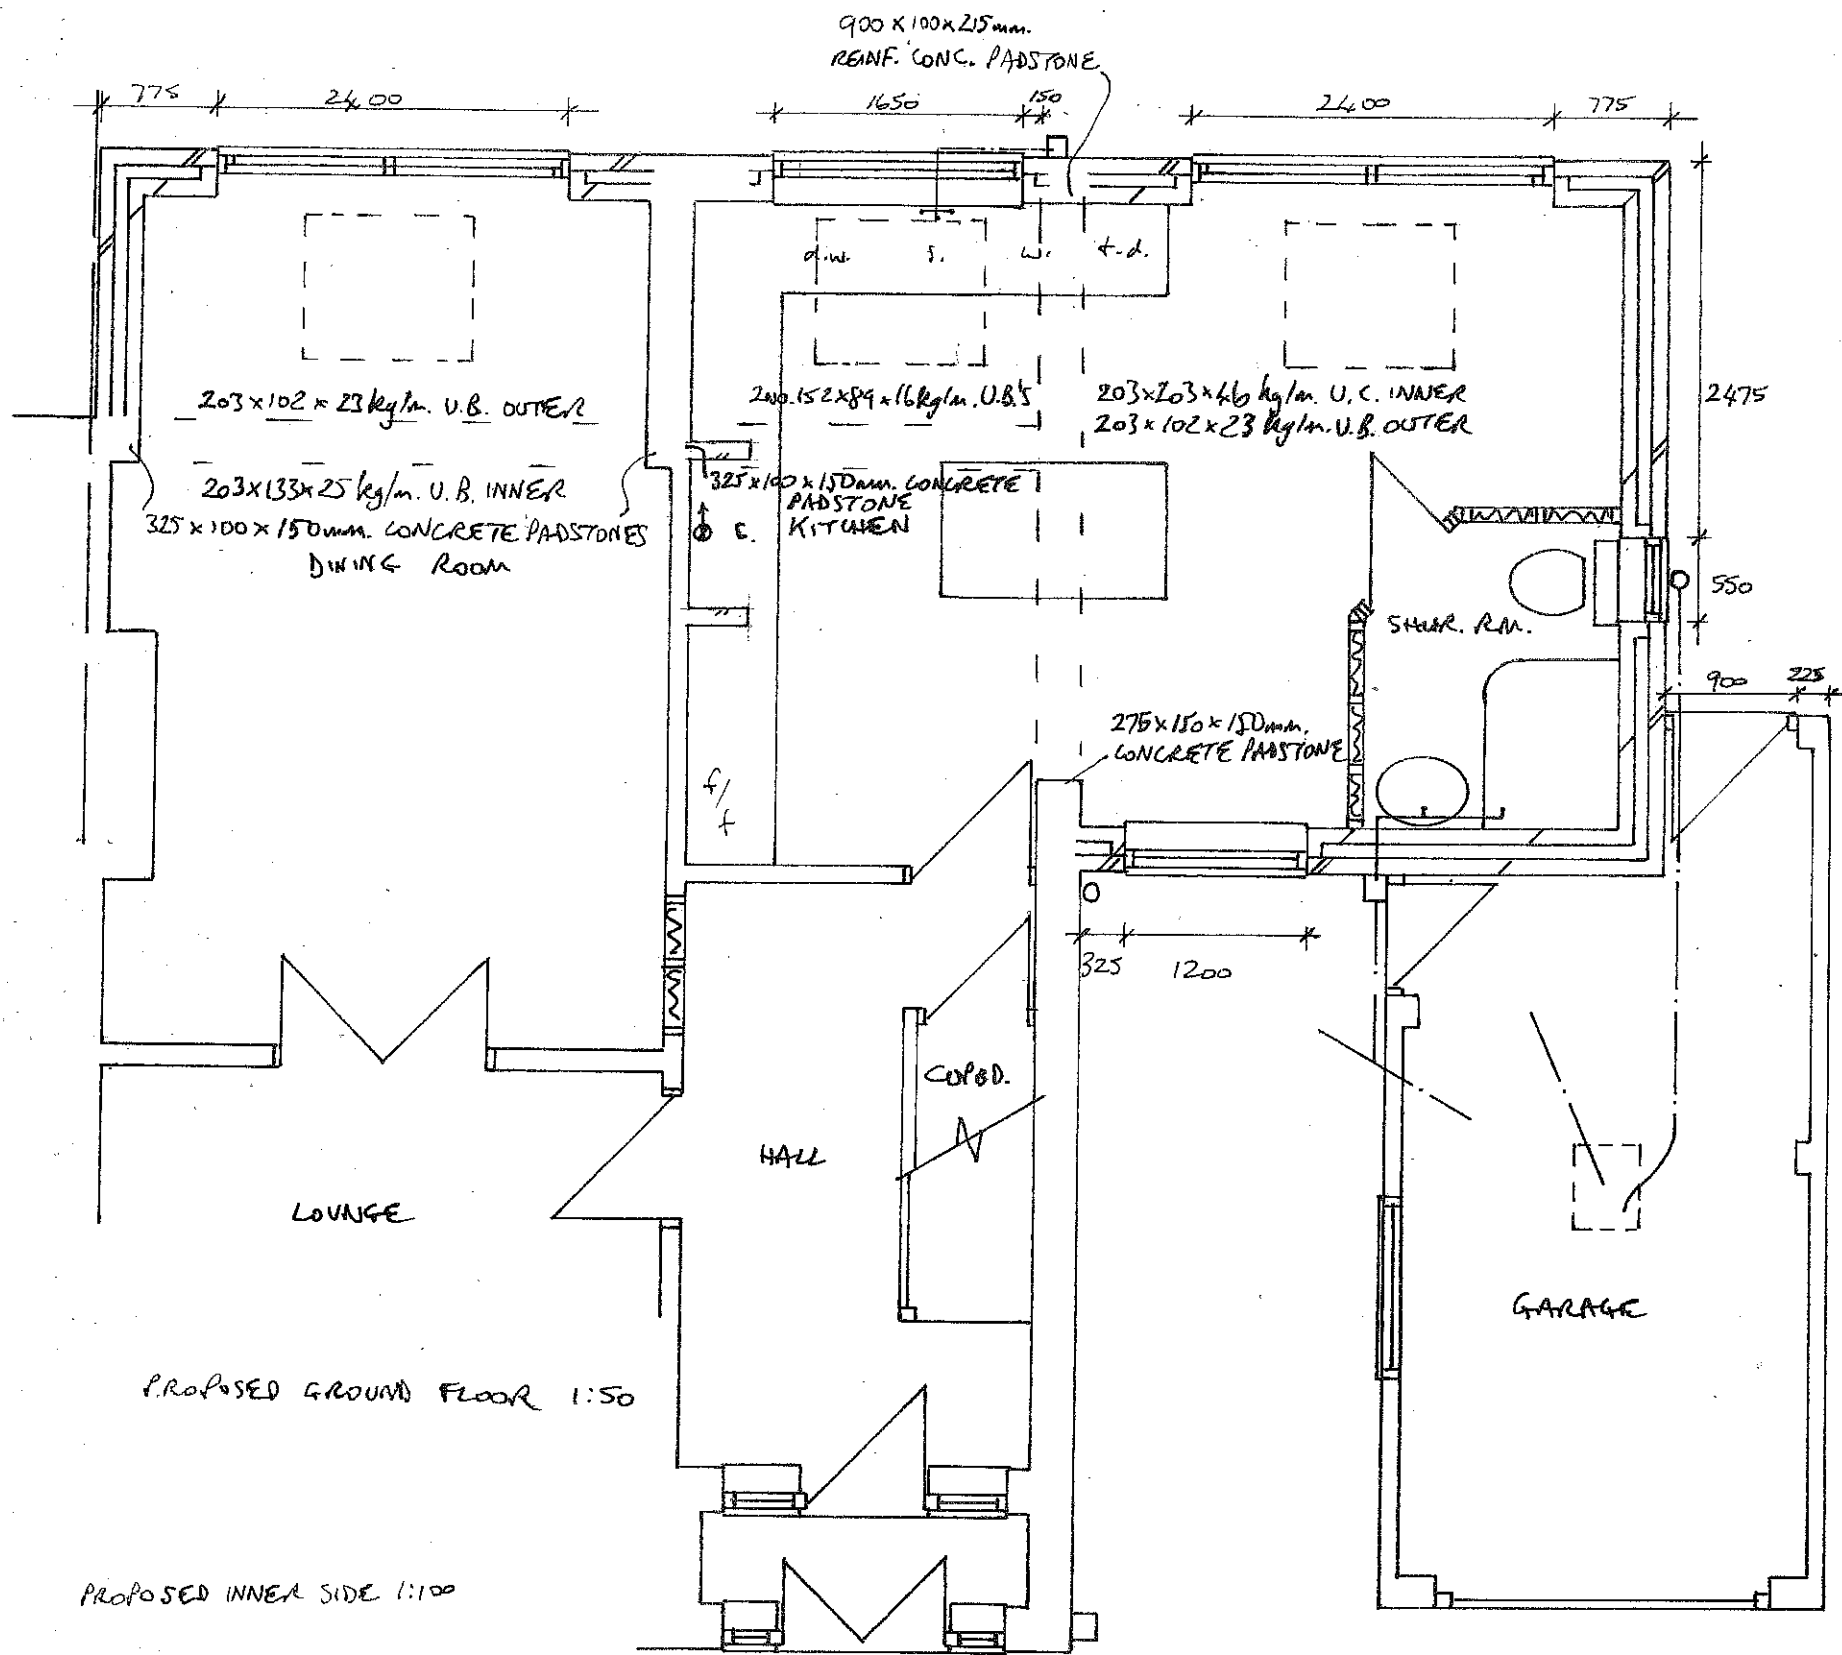 900 x 100 x 215mm.
REINF. CONC. PADSTONE
775
2400
1650
150
2400
775
d.w.
s.
w.
t.d.
203 x 102 x 23 kg/m. U.B. OUTER
2no. 152 x 89 x 16 kg/m. U.B.'S
203 x 203 x 46 kg/m. U.C. INNER
203 x 102 x 23 kg/m. U.B. OUTER
2475
203 x 133 x 25 kg/m. U.B. INNER
325 x 100 x 150mm. CONCRETE PADSTONES
DINING ROOM
325 x 100 x 150mm. CONCRETE
PADSTONE
KITCHEN
550
SHWR. RM.
900
225
275 x 150 x 150mm.
CONCRETE PADSTONE
f/
f
325
1200
CUPBD.
HALL
LOUNGE
GARAGE
PROPOSED GROUND FLOOR 1:50
PROPOSED INNER SIDE 1:100